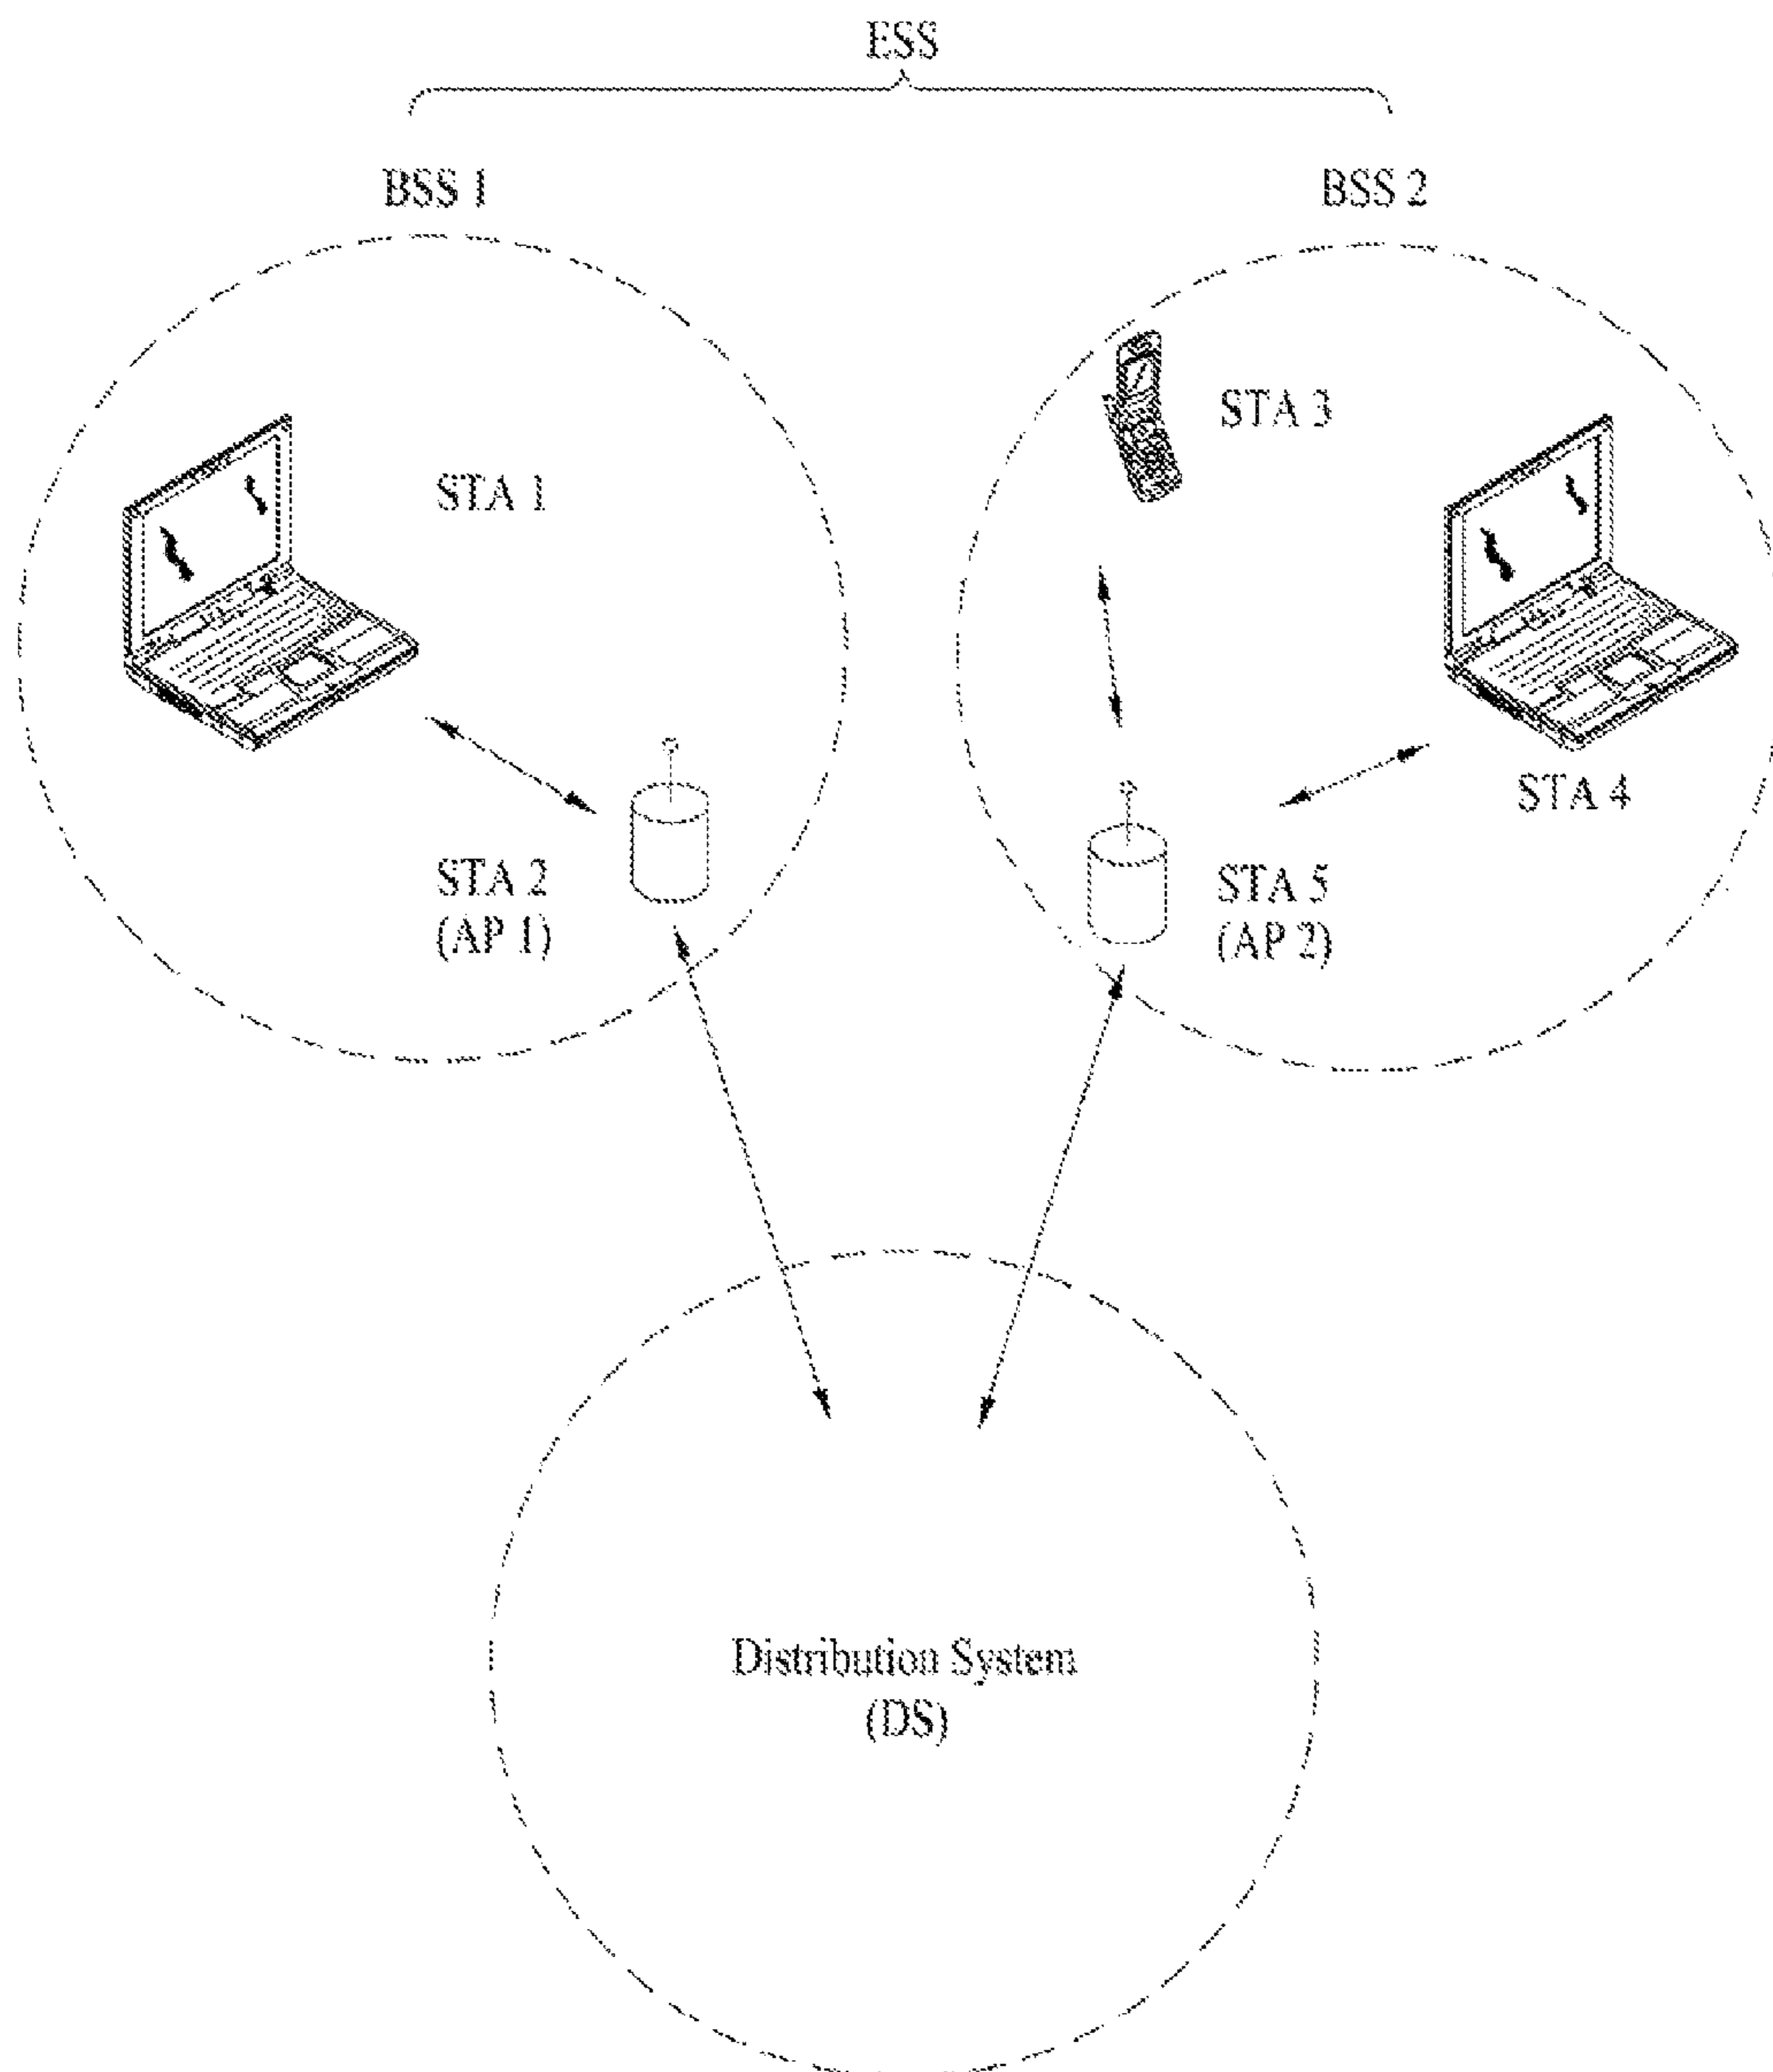 ESS
BSS 1
BSS 2
STA 1
STA 3
STA 4
STA 2
(AP 1)
STA 5
(AP 2)
Distribution System
(DS)